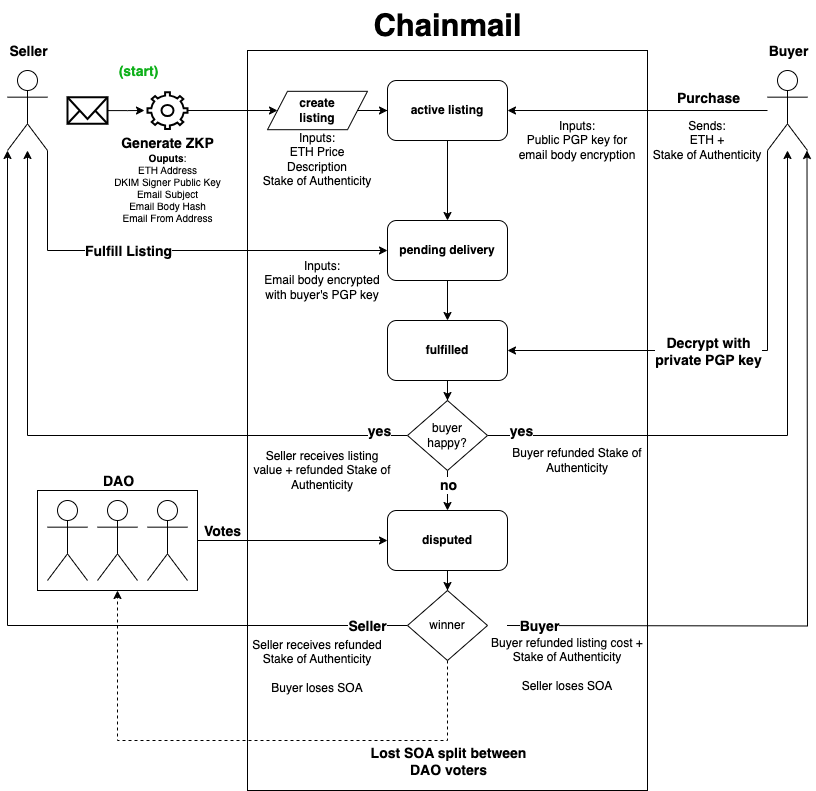 Chainmail
Seller
Buyer
(start)
create
listing
active listing
Purchase
Generate ZKP
Ouputs:
ETH Address
DKIM Signer Public Key
Email Subject
Email Body Hash
Email From Address
Inputs:
ETH Price
Description
Stake of Authenticity
Inputs:
Public PGP key for
email body encryption
Sends:
ETH +
Stake of Authenticity
Fulfill Listing
pending delivery
Inputs:
Email body encrypted
with buyer's PGP key
fulfilled
Decrypt with
private PGP key
yes
buyer
happy?
yes
Seller receives listing
value + refunded Stake of
Authenticity
Buyer refunded Stake of
Authenticity
no
DAO
Votes
disputed
Seller
winner
Buyer
Seller receives refunded
Stake of Authenticity
Buyer loses SOA
Buyer refunded listing cost +
Stake of Authenticity
Seller loses SOA
Lost SOA split between
DAO voters